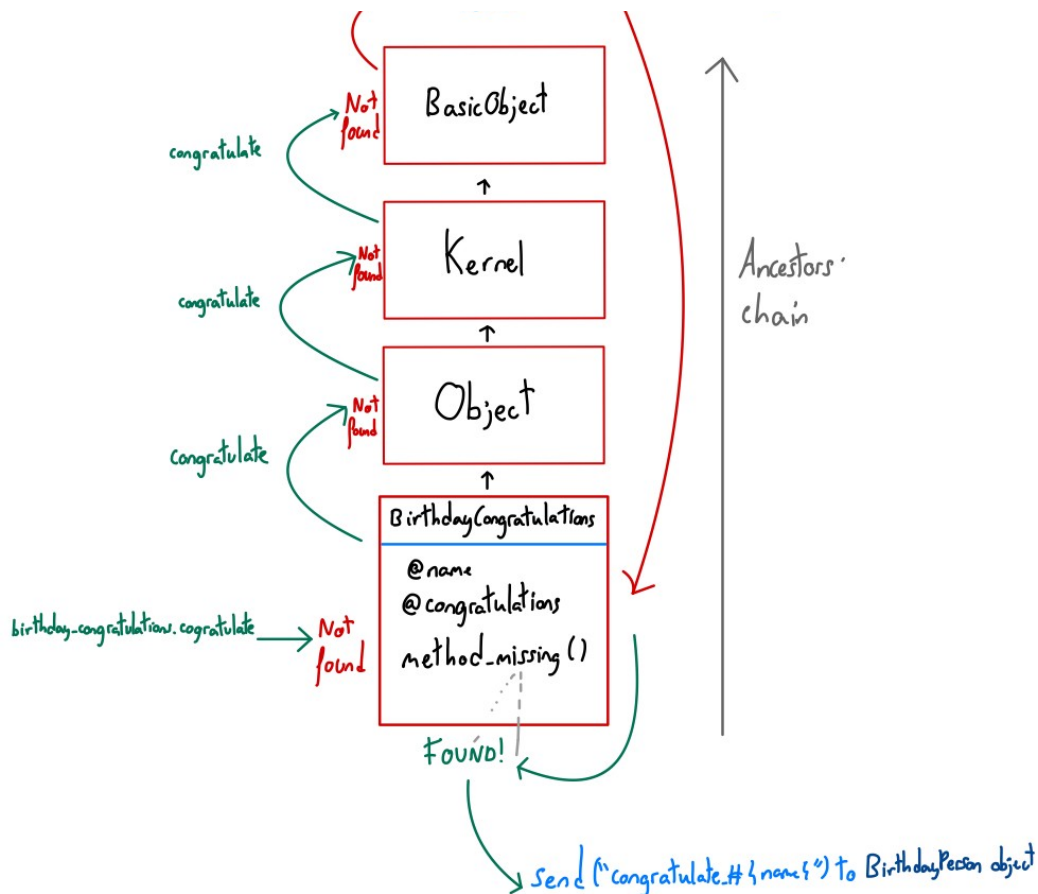 BasicObject
Not
found
congratulate
Kernel
Not
found
congratulate
Ancestors
chain
Object
Not
found
congratulate
BirthdayCongratulations
@name
@congratulations
method_missing()
birthday_congratulations.cogratulate
Not
found
FOUND!
Send ("congratulate_#{name}") to BirthdayPerson object